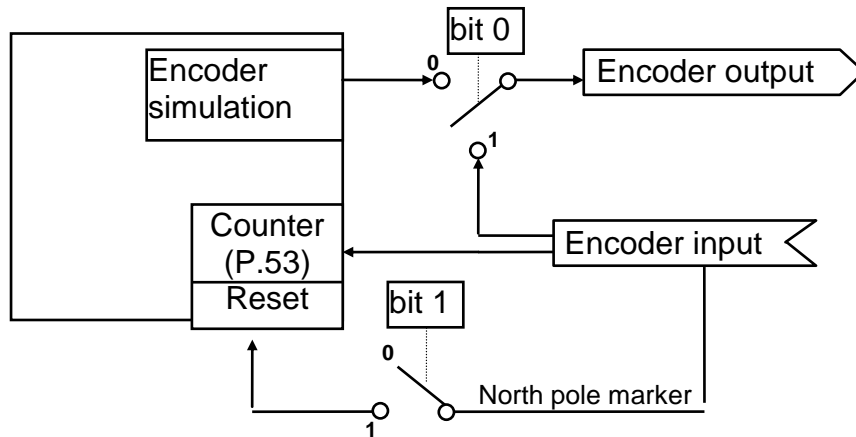 bit 0
Encoder
simulation
0
Encoder output
1
Counter
(P.53)
Encoder input
Reset
bit 1
0
North pole marker
1